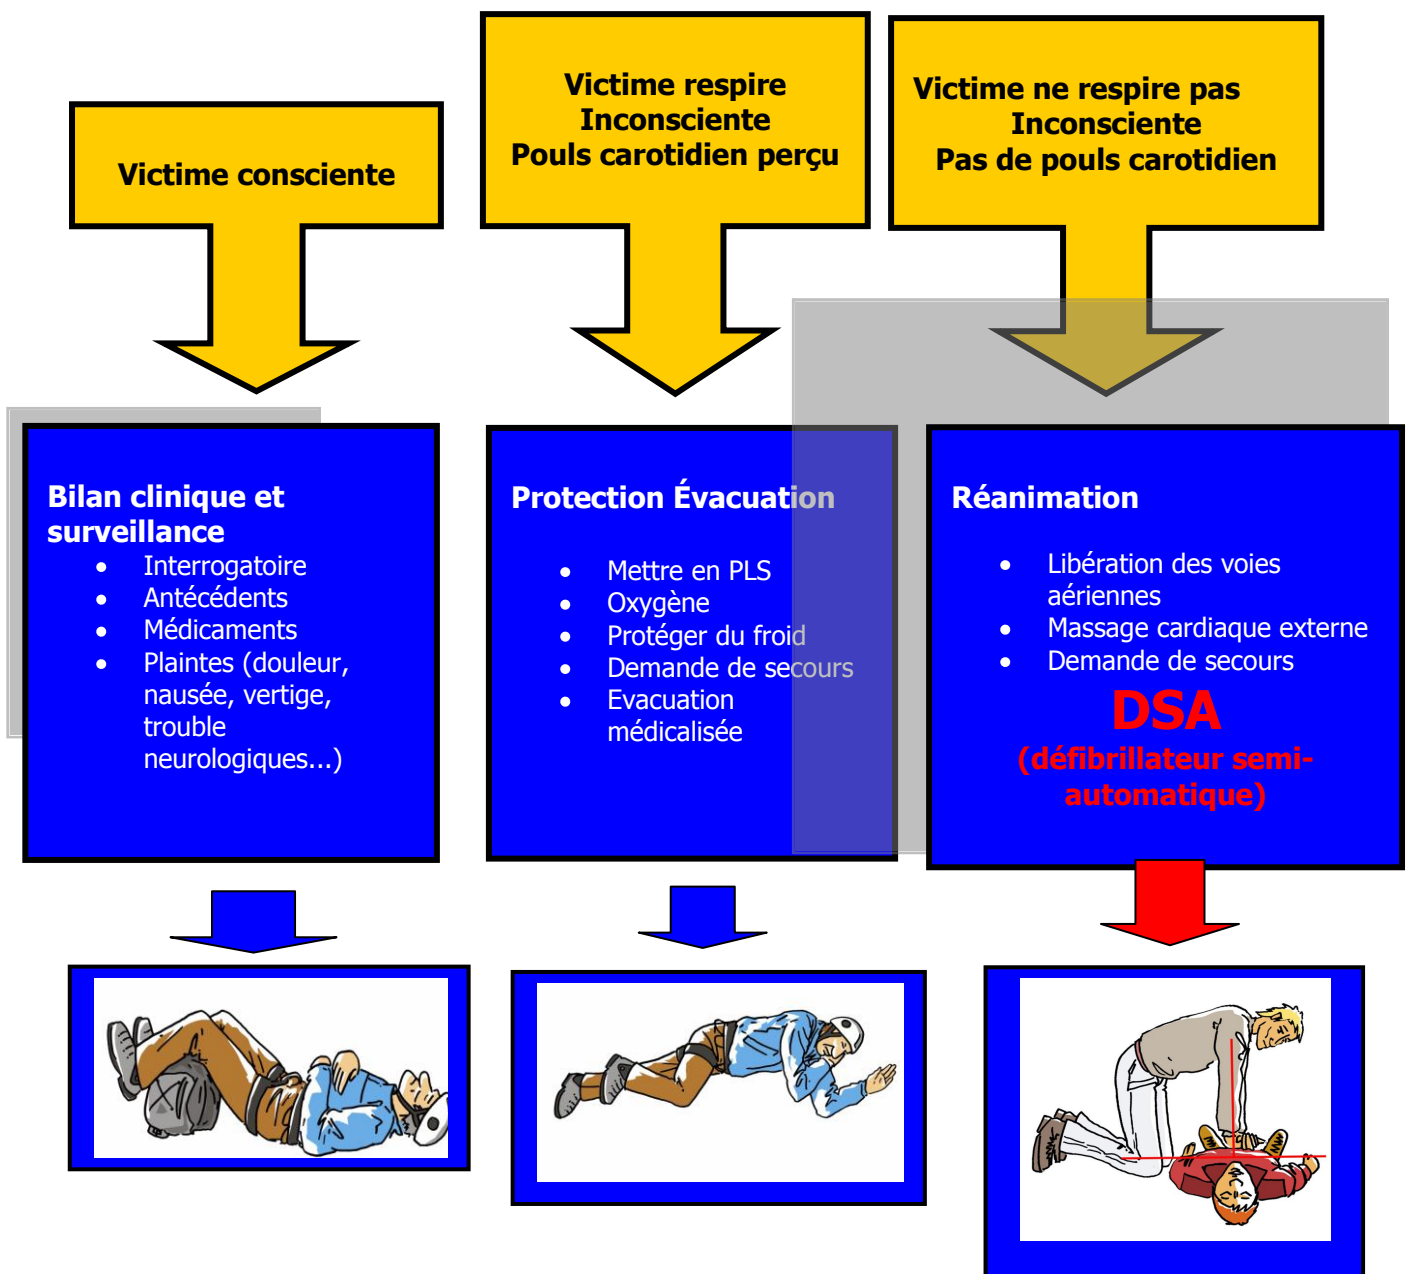 Victime consciente
Victime respire
Inconsciente
Pouls carotidien perçu
Victime ne respire pas
Inconsciente
Pas de pouls carotidien
Bilan clinique et
surveillance
• Interrogatoire
• Antécédents
• Médicaments
• Plaintes (douleur,
nausée, vertige,
trouble
neurologiques...)
Protection Évacuation
• Mettre en PLS
• Oxygène
• Protéger du froid
• Demande de secours
• Evacuation
médicalisée
Réanimation
• Libération des voies
aériennes
• Massage cardiaque externe
• Demande de secours
DSA
(défibrillateur semi-
automatique)